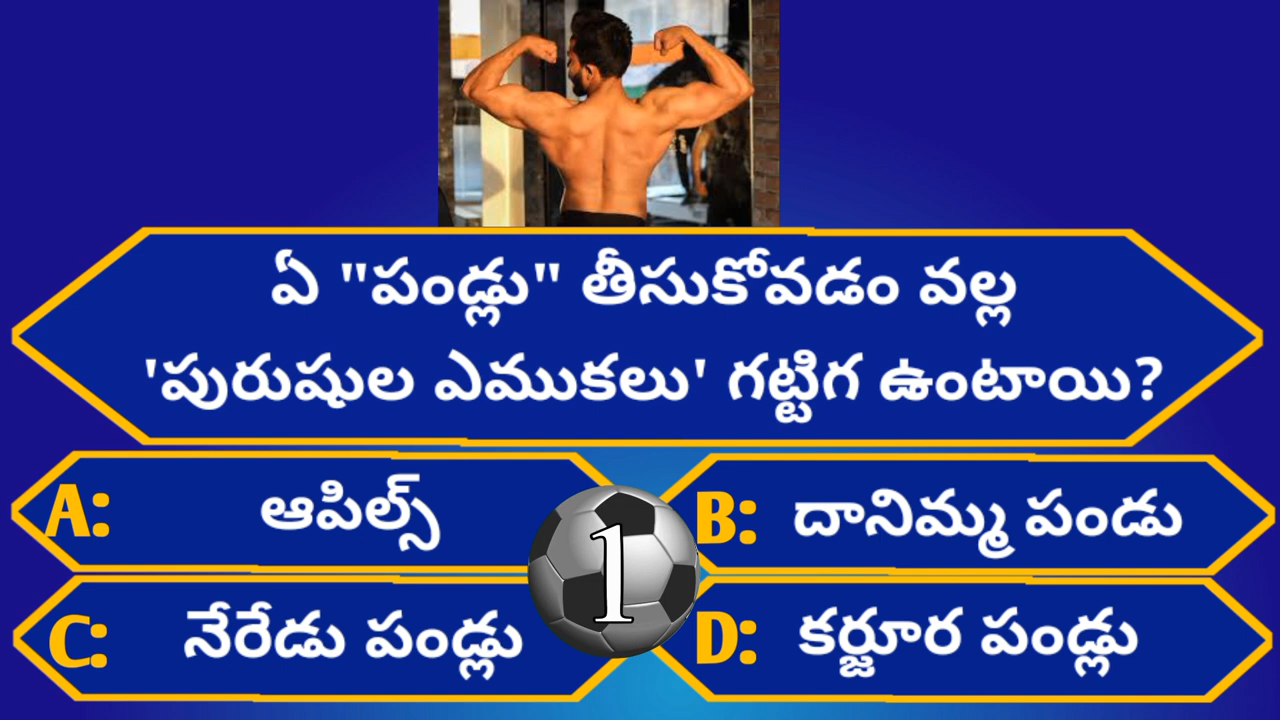 ఏ "పండ్లు" తీసుకోవడం వల్ల
'పురుషుల ఎముకలు' గట్టిగ ఉంటాయి?
A: ఆపిల్స్
B: దానిమ్మ పండు
1
C: నేరేడు పండ్లు
D: కర్జూర పండ్లు